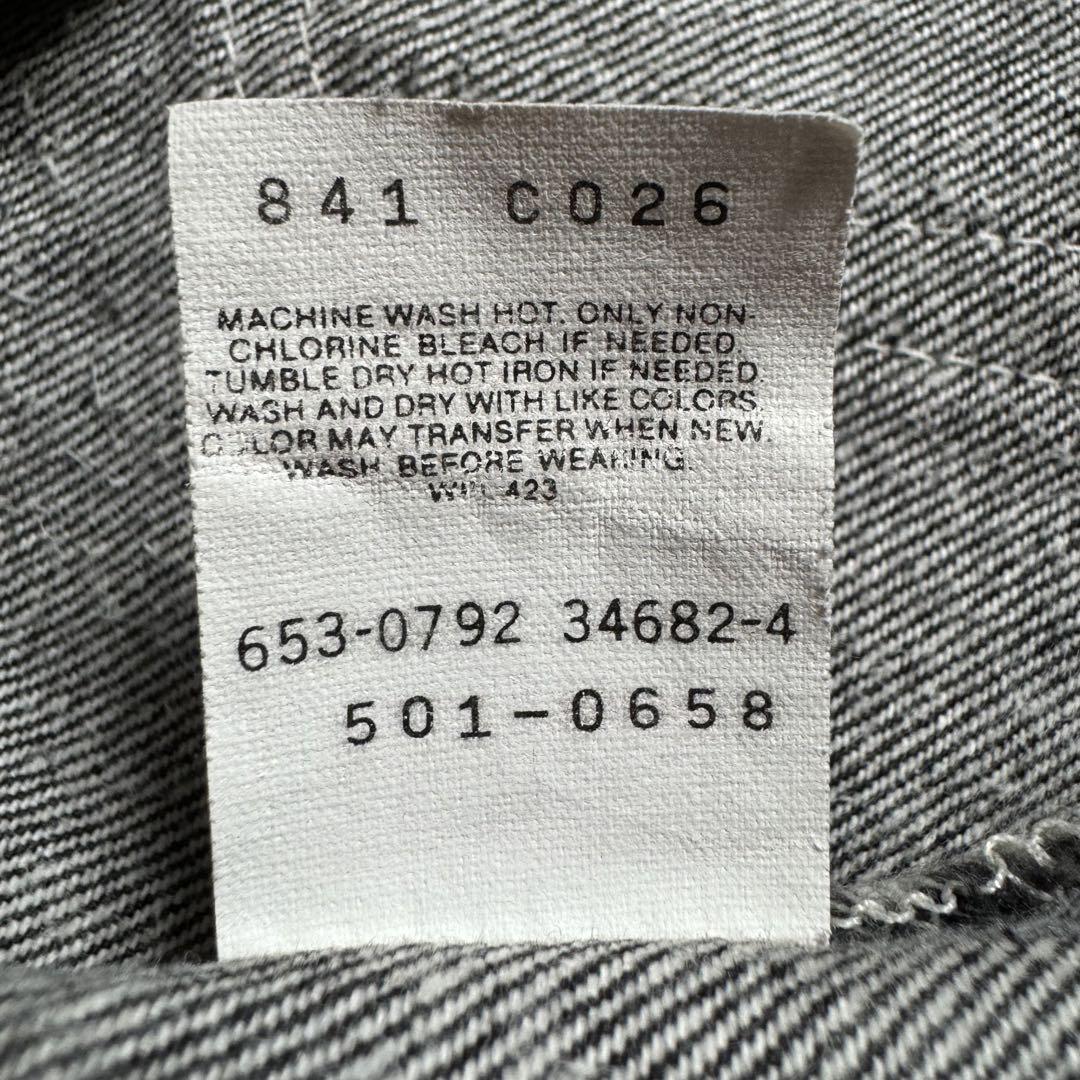 841 C026
MACHINE WASH HOT. ONLY NON-
CHLORINE BLEACH IF NEEDED.
TUMBLE DRY HOT IRON IF NEEDED.
WASH AND DRY WITH LIKE COLORS.
COLOR MAY TRANSFER WHEN NEW.
WASH BEFORE WEARING.
423
653-0792 34682-4
501-0658